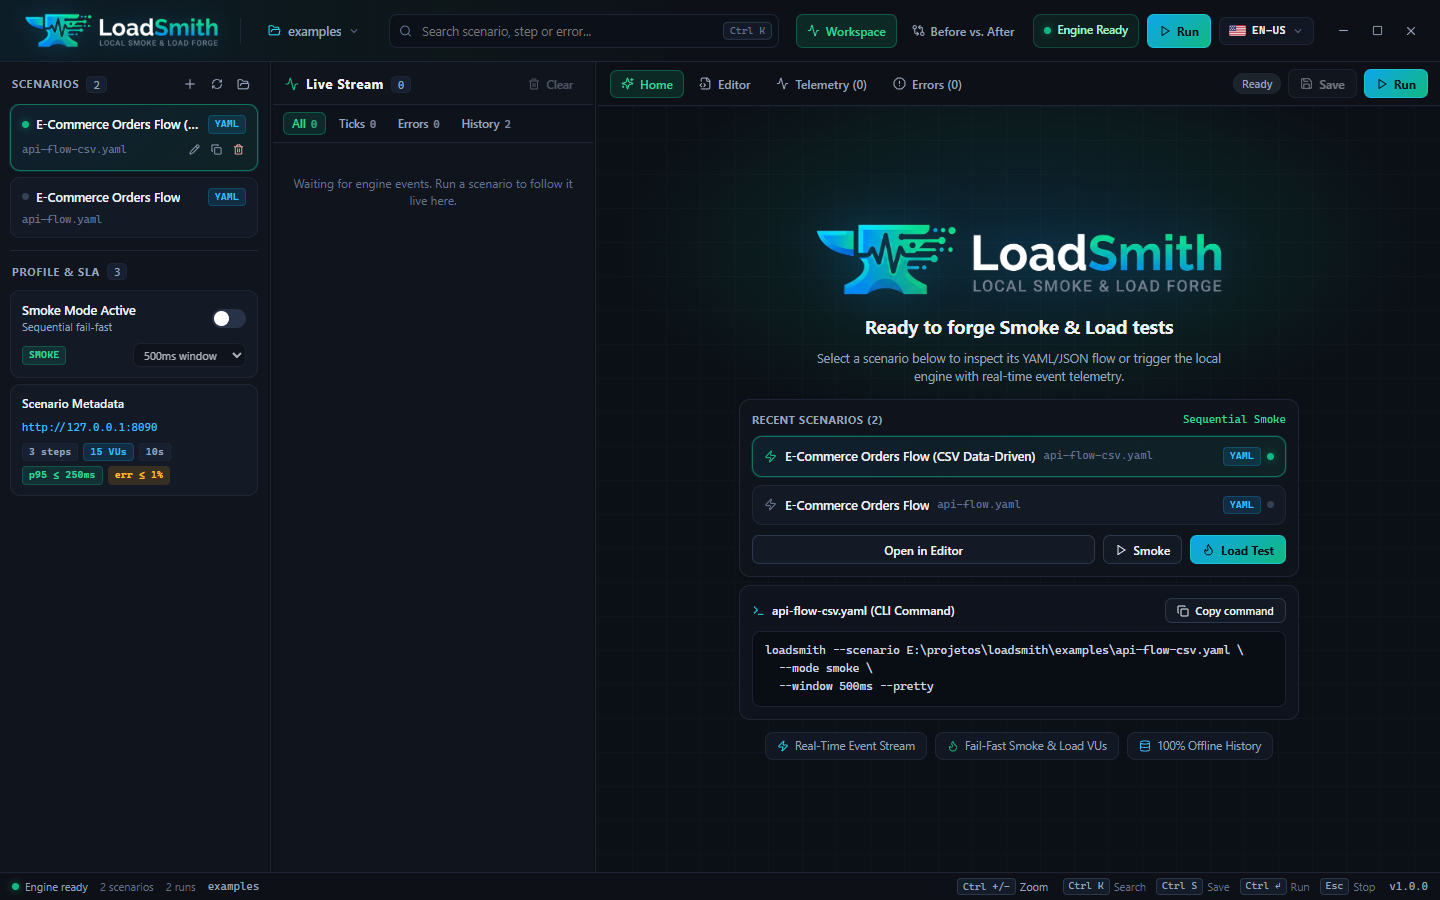 LoadSmith
LOCAL SMOKE & LOAD FORGE
examples
Search scenario, step or error...
Ctrl K
Workspace
Before vs. After
Engine Ready
Run
EN-US
SCENARIOS 2
E-Commerce Orders Flow (... YAML
api-flow-csv.yaml
E-Commerce Orders Flow YAML
api-flow.yaml
PROFILE & SLA 3
Smoke Mode Active
Sequential fail-fast
SMOKE 500ms window
Scenario Metadata
http://127.0.0.1:8090
3 steps 15 VUs 10s
p95 ≤ 250ms err ≤ 1%
Live Stream 0 Clear
All 0 Ticks 0 Errors 0 History 2
Waiting for engine events. Run a scenario to follow it
live here.
Home Editor Telemetry (0) Errors (0) Ready Save Run
LoadSmith
LOCAL SMOKE & LOAD FORGE
Ready to forge Smoke & Load tests
Select a scenario below to inspect its YAML/JSON flow or trigger the local
engine with real-time event telemetry.
RECENT SCENARIOS (2) Sequential Smoke
E-Commerce Orders Flow (CSV Data-Driven) api-flow-csv.yaml YAML
E-Commerce Orders Flow api-flow.yaml YAML
Open in Editor Smoke Load Test
api-flow-csv.yaml (CLI Command) Copy command
loadsmith --scenario E:\projetos\loadsmith\examples\api-flow-csv.yaml \
--mode smoke \
--window 500ms --pretty
Real-Time Event Stream Fail-Fast Smoke & Load VUs 100% Offline History
Engine ready 2 scenarios 2 runs examples
Ctrl +/- Zoom Ctrl K Search Ctrl S Save Ctrl ↵ Run Esc Stop v1.0.0